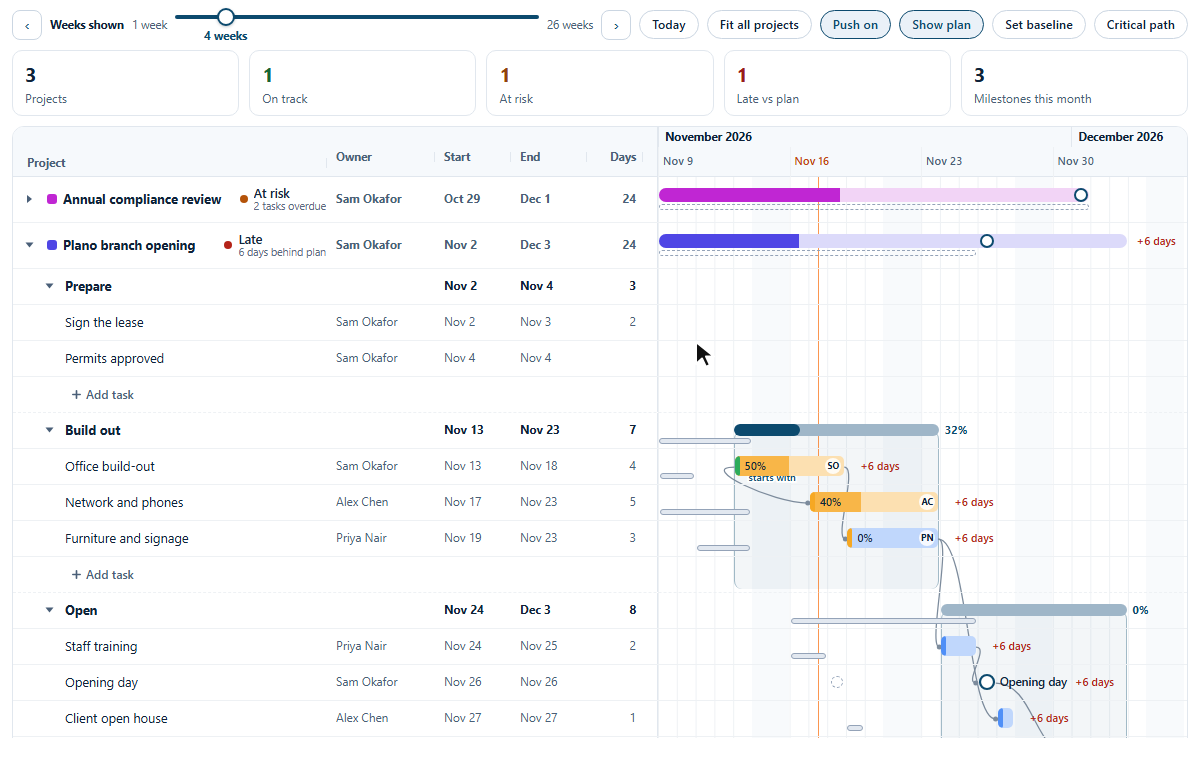 ‹ Weeks shown 1 week 4 weeks 26 weeks › Today Fit all projects Push on Show plan Set baseline Critical path
3 1 1 1 3
Projects On track At risk Late vs plan Milestones this month
November 2026 December 2026
Project Owner Start End Days Nov 9 Nov 16 Nov 23 Nov 30
Annual compliance review At risk Sam Okafor Oct 29 Dec 1 24
2 tasks overdue
Plano branch opening Late Sam Okafor Nov 2 Dec 3 24 +6 days
6 days behind plan
Prepare Nov 2 Nov 4 3
Sign the lease Sam Okafor Nov 2 Nov 3 2
Permits approved Sam Okafor Nov 4 Nov 4
+ Add task
Build out Nov 13 Nov 23 7 32%
Office build-out Sam Okafor Nov 13 Nov 18 4 50% SO +6 days
starts with
Network and phones Alex Chen Nov 17 Nov 23 5 40% AC +6 days
Furniture and signage Priya Nair Nov 19 Nov 23 3 0% PN +6 days
+ Add task
Open Nov 24 Dec 3 8 0%
Staff training Priya Nair Nov 24 Nov 25 2 +6 days
Opening day Sam Okafor Nov 26 Nov 26 Opening day +6 days
Client open house Alex Chen Nov 27 Nov 27 1 +6 days